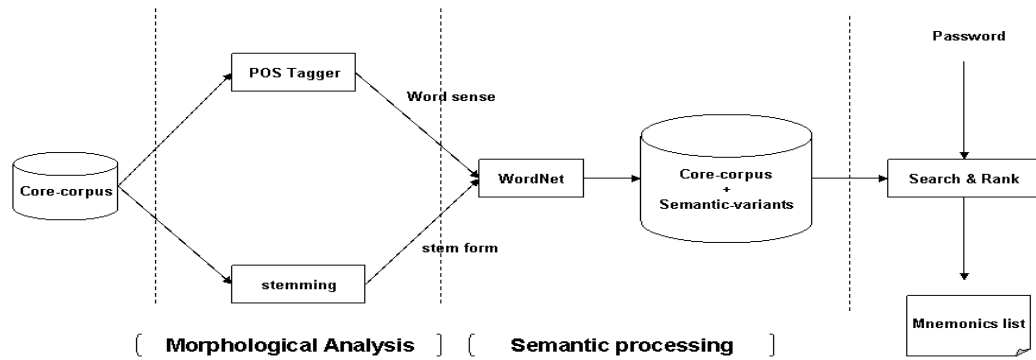 Password
POS Tagger
Word sense
Core-corpus
WordNet
Core-corpus
+
Semantic-variants
Search & Rank
stem form
stemming
Mnemonics list
[ Morphological Analysis ] [ Semantic processing ]